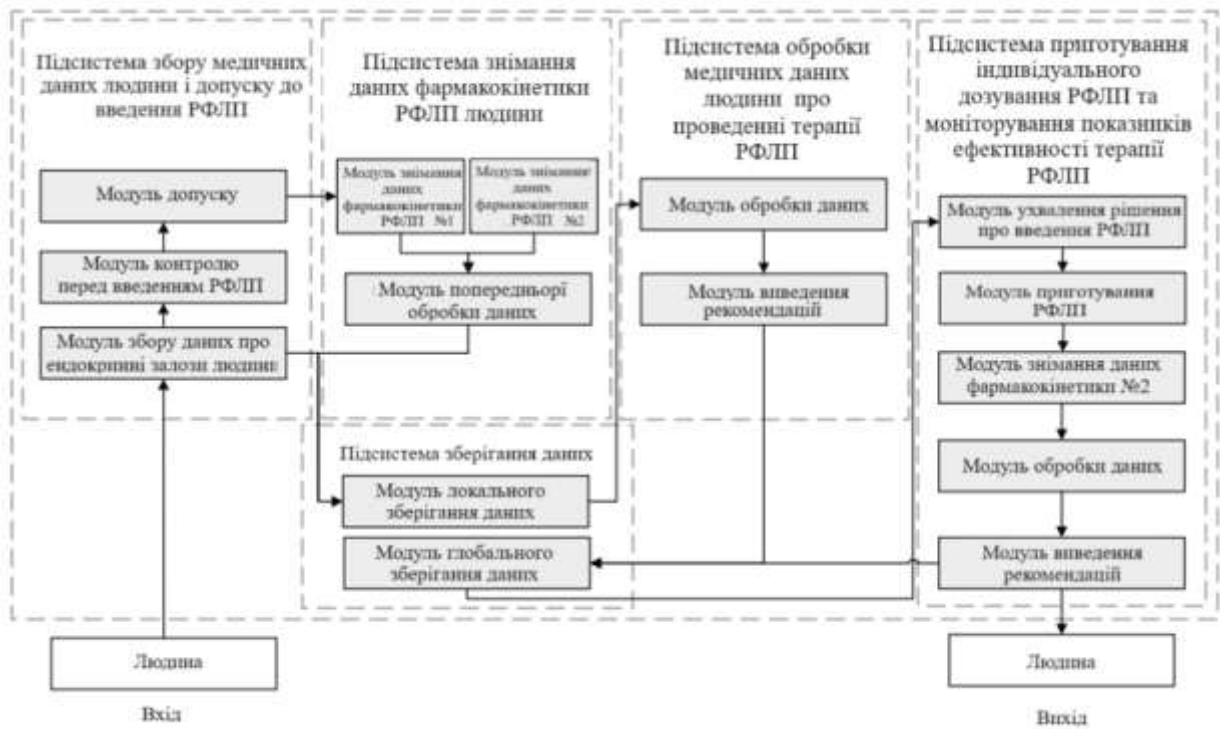 Підсистема збору медичних
даних людини і допуску до
введення РФЛП
Модуль допуску
Модуль контролю
перед введенням РФЛП
Модуль збору даних про
ендокринні залози людини
Підсистема знімання
даних фармакокінетики
РФЛП людини
Модуль знімання
даних
фармакокінетики
РФЛП №1
Модуль знімання
даних
фармакокінетики
РФЛП №2
Модуль попередньорї
обробки даних
Підсистема зберігання даних
Модуль локального
зберігання даних
Модуль глобального
зберігання даних
Підсистема обробки
медичних даних
людини про
проведенні терапії
РФЛП
Модуль обробки даних
Модуль виведення
рекомендацій
Підсистема приготування
індивідуального
дозування РФЛП та
моніторування показників
ефективності терапії
РФЛП
Модуль ухвалення рішення
про введення РФЛП
Модуль приготування
РФЛП
Модуль знімання даних
фармакокінетики №2
Модуль обробки даних
Модуль виведення
рекомендацій
Людина
Вхід
Людина
Вихід